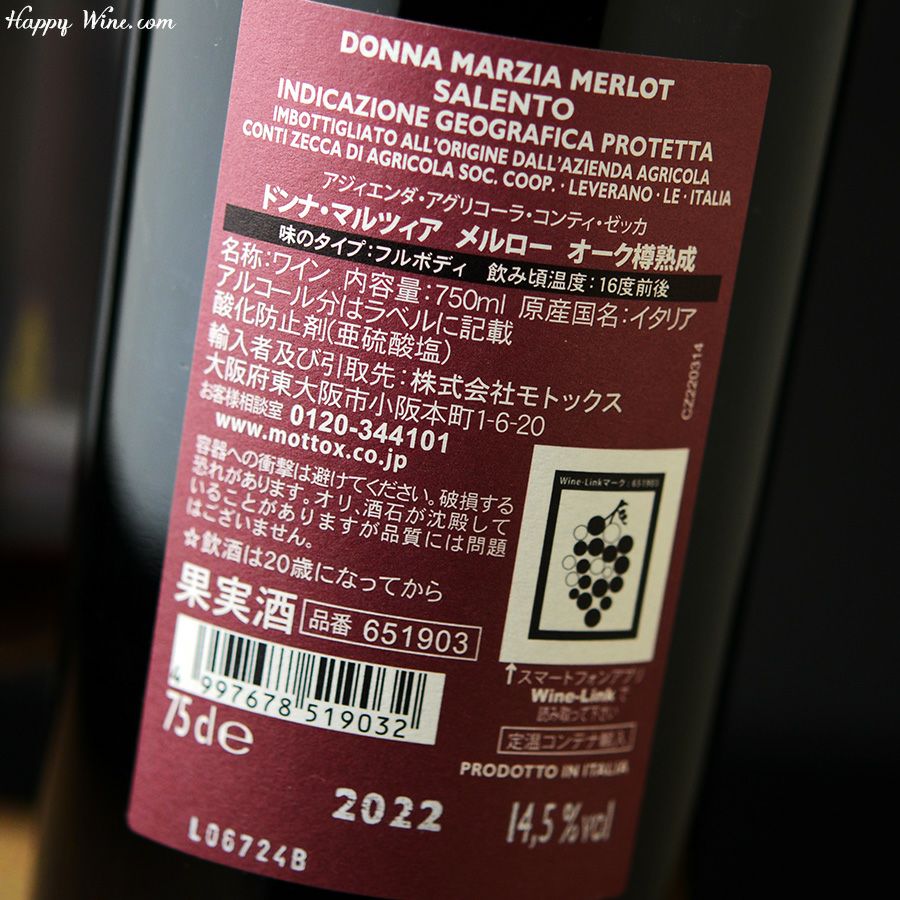 Happy Wine.com
DONNA MARZIA MERLOT
SALENTO
INDICAZIONE GEOGRAFICA PROTETTA
IMBOTTIGLIATO ALL'ORIGINE DALL'AZIENDA AGRICOLA
CONTI ZECCA DI AGRICOLA SOC. COOP. · LEVERANO · LE · ITALIA
アジィエンダ・アグリコーラ・コンティ・ゼッカ
ドンナ・マルツィア メルロー オーク樽熟成
味のタイプ:フルボディ 飲み頃温度:16度前後
名称:ワイン 内容量:750ml 原産国名:イタリア
アルコール分はラベルに記載
酸化防止剤(亜硫酸塩)
輸入者及び引取先:株式会社モトックス
大阪府東大阪市小阪本町1-6-20
お客様相談室 0120-344101
www.mottox.co.jp
CZ220314
容器への衝撃は避けてください。破損する
恐れがあります。オリ、酒石が沈殿して
いることがありますが品質には問題
はございません。
☆飲酒は20歳になってから
果実酒 品番 651903
Wine-Linkマーク:651903
↑スマートフォンアプリ
Wine-Linkで
読み取って下さい
4 997678 519032
75cl e
定温コンテナ輸入
PRODOTTO IN ITALIA
2022
14,5 % vol
L06724B